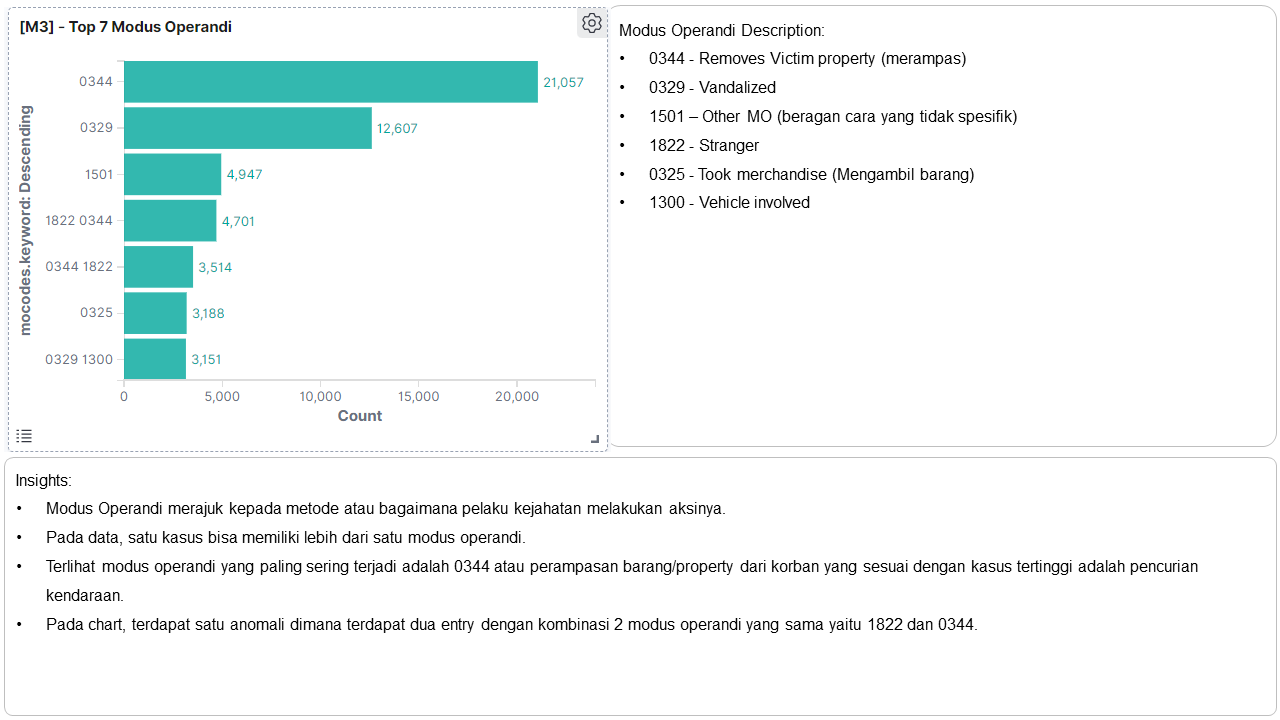 [M3] - Top 7 Modus Operandi
mocodes.keyword: Descending
0344
21,057
0329
12,607
1501
4,947
1822 0344
4,701
0344 1822
3,514
0325
3,188
0329 1300
3,151
0
5,000
10,000
15,000
20,000
Count
Modus Operandi Description:
• 0344 - Removes Victim property (merampas)
• 0329 - Vandalized
• 1501 – Other MO (beragan cara yang tidak spesifik)
• 1822 - Stranger
• 0325 - Took merchandise (Mengambil barang)
• 1300 - Vehicle involved
Insights:
• Modus Operandi merajuk kepada metode atau bagaimana pelaku kejahatan melakukan aksinya.
• Pada data, satu kasus bisa memiliki lebih dari satu modus operandi.
• Terlihat modus operandi yang paling sering terjadi adalah 0344 atau perampasan barang/property dari korban yang sesuai dengan kasus tertinggi adalah pencurian
kendaraan.
• Pada chart, terdapat satu anomali dimana terdapat dua entry dengan kombinasi 2 modus operandi yang sama yaitu 1822 dan 0344.